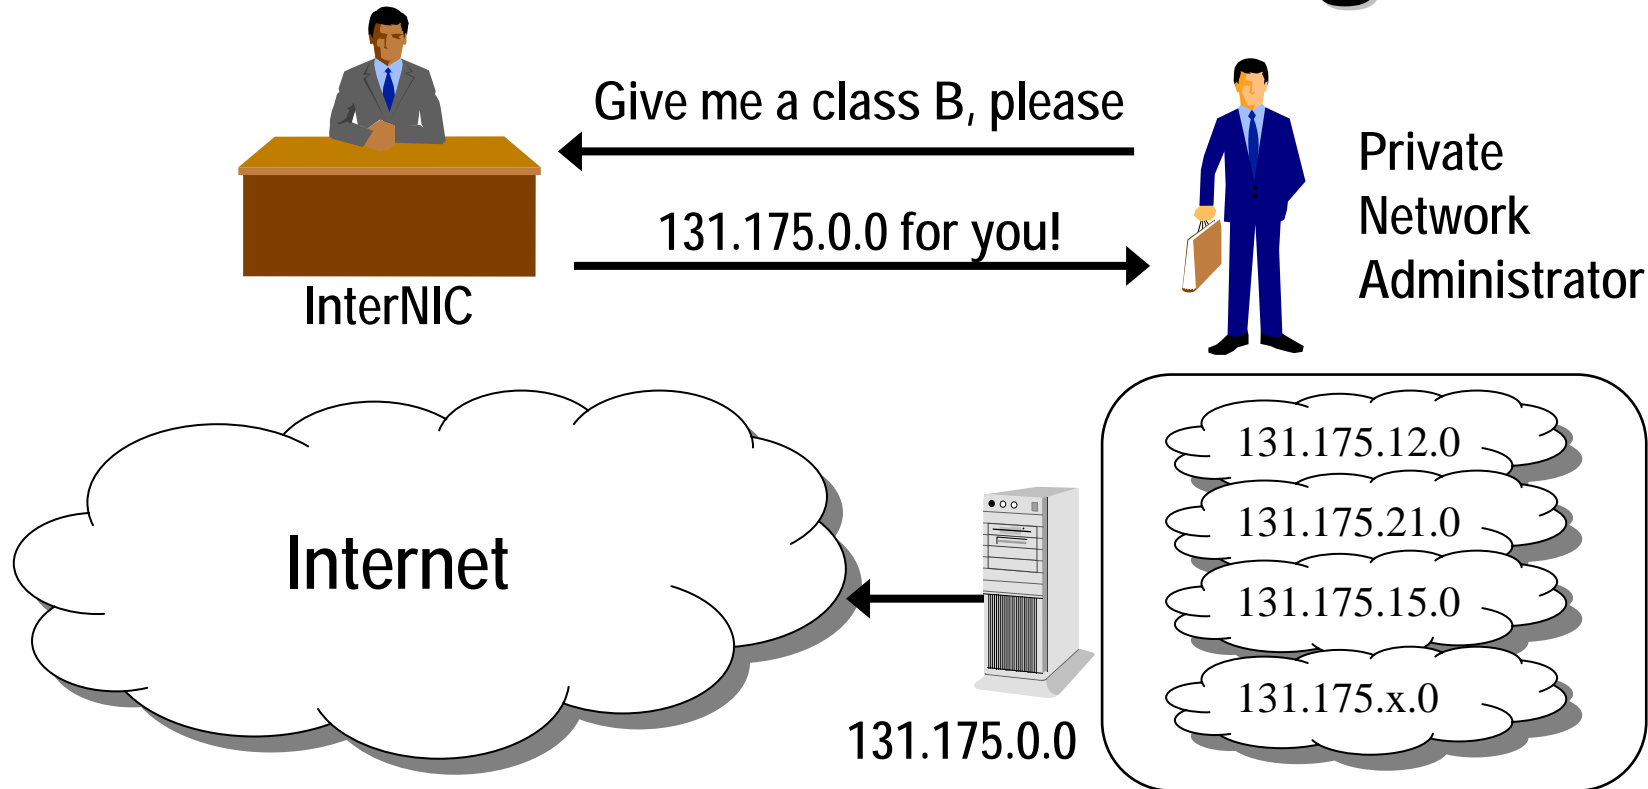 Give me a class B, please
131.175.0.0 for you!
InterNIC
Private
Network
Administrator
Internet
131.175.0.0
131.175.12.0
131.175.21.0
131.175.15.0
131.175.x.0